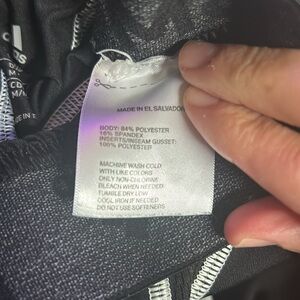 MADE IN EL SALVADOR
BODY: 84% POLYESTER
16% SPANDEX
INSERTS/INSEAM GUSSET:
100% POLYESTER
MACHINE WASH COLD
WITH LIKE COLORS
ONLY NON-CHLORINE
BLEACH WHEN NEEDED
TUMBLE DRY LOW
COOL IRON IF NEEDED
DO NOT USE SOFTENERS